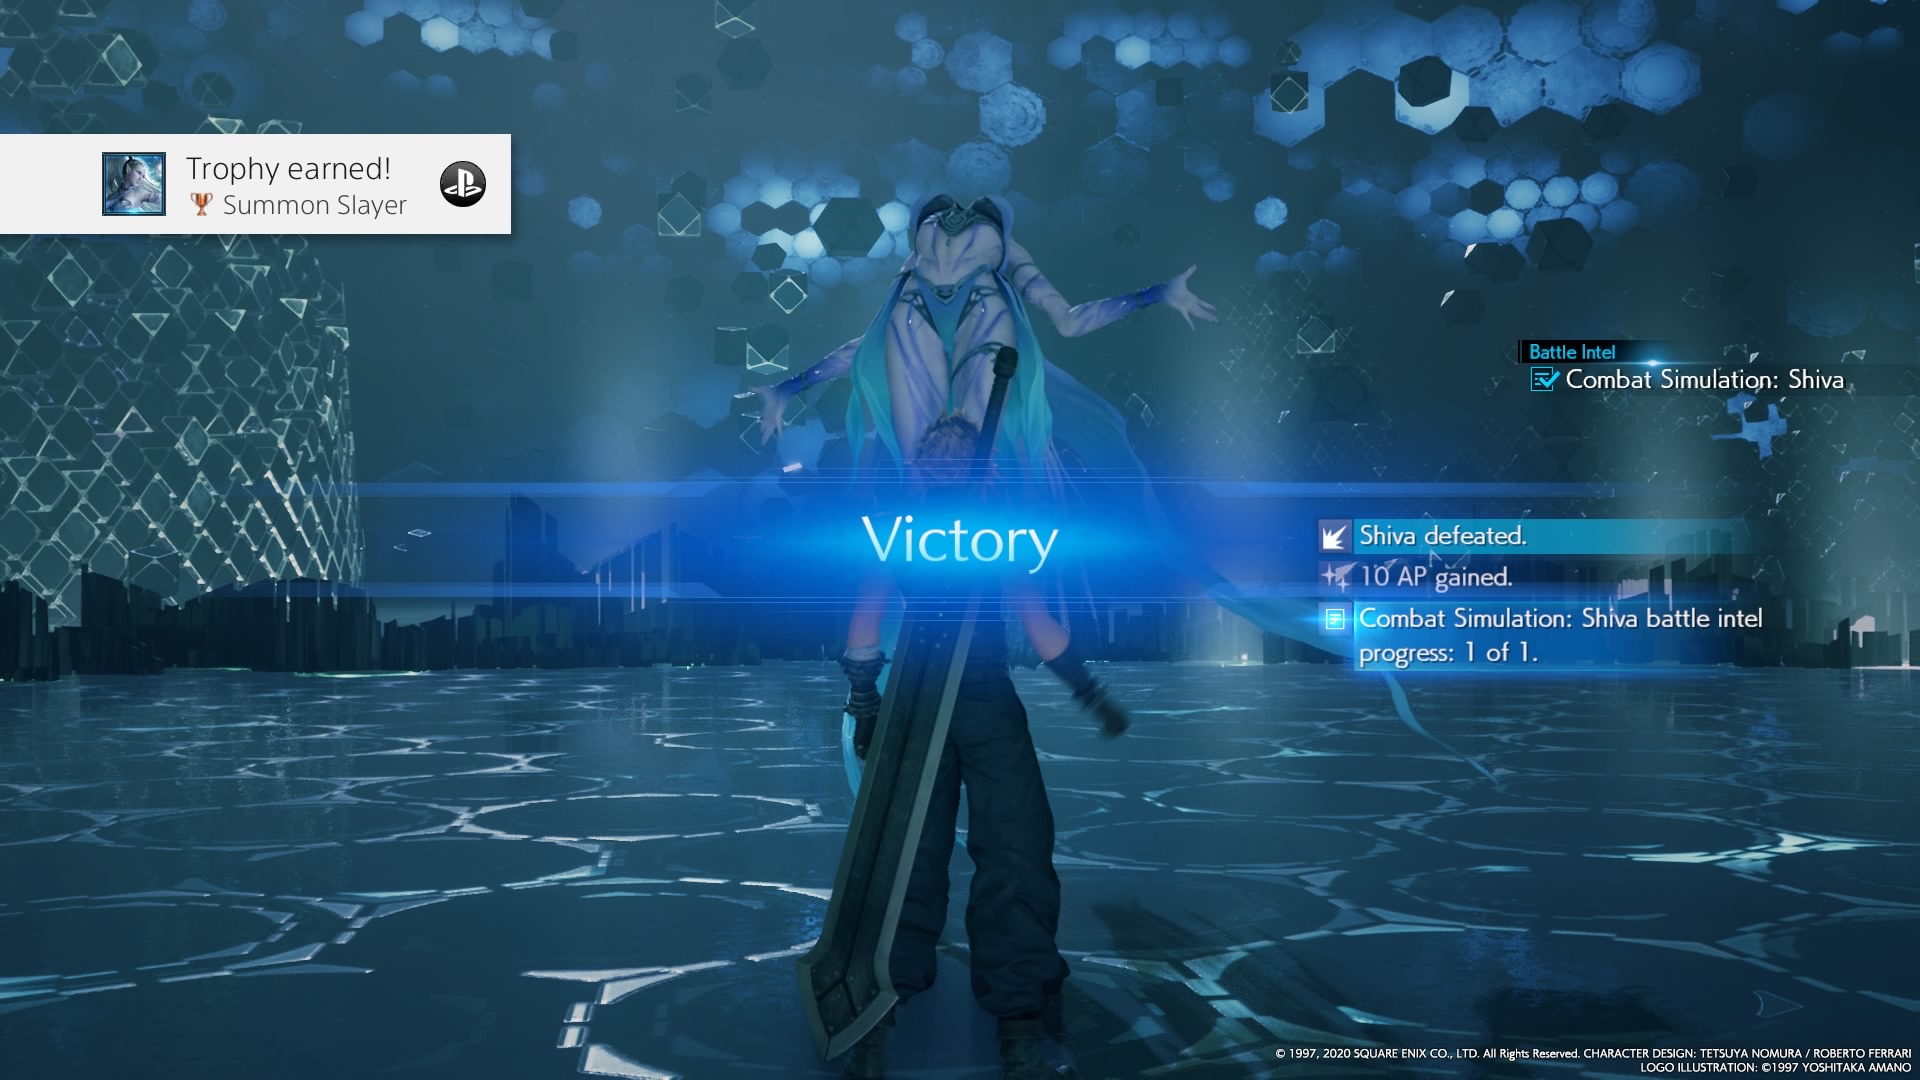 Trophy earned!
Summon Slayer
Battle Intel
Combat Simulation: Shiva
Victory
Shiva defeated.
10 AP gained.
Combat Simulation: Shiva battle intel
progress: 1 of 1.
© 1997, 2020 SQUARE ENIX CO., LTD. All Rights Reserved. CHARACTER DESIGN: TETSUYA NOMURA / ROBERTO FERRARI
LOGO ILLUSTRATION: ©1997 YOSHITAKA AMANO